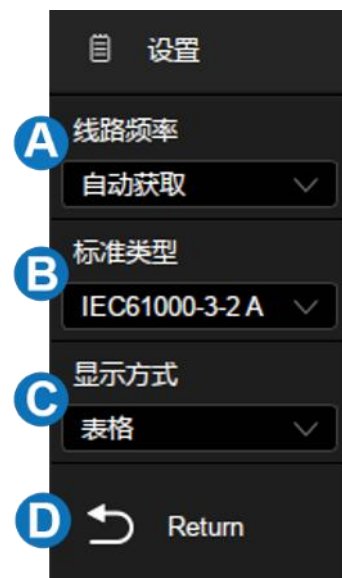 设置
A
线路频率
自动获取
B
标准类型
IEC61000-3-2 A
C
显示方式
表格
D
Return